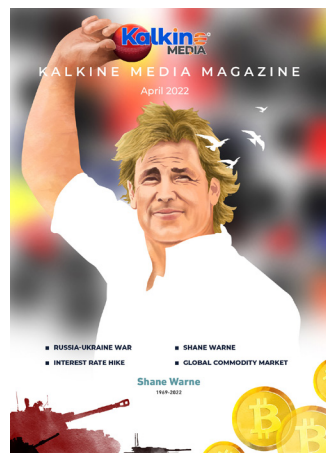 Kalkine
MEDIA
KALKINE MEDIA MAGAZINE
April 2022
RUSSIA-UKRAINE WAR
SHANE WARNE
INTEREST RATE HIKE
GLOBAL COMMODITY MARKET
Shane Warne
1969-2022